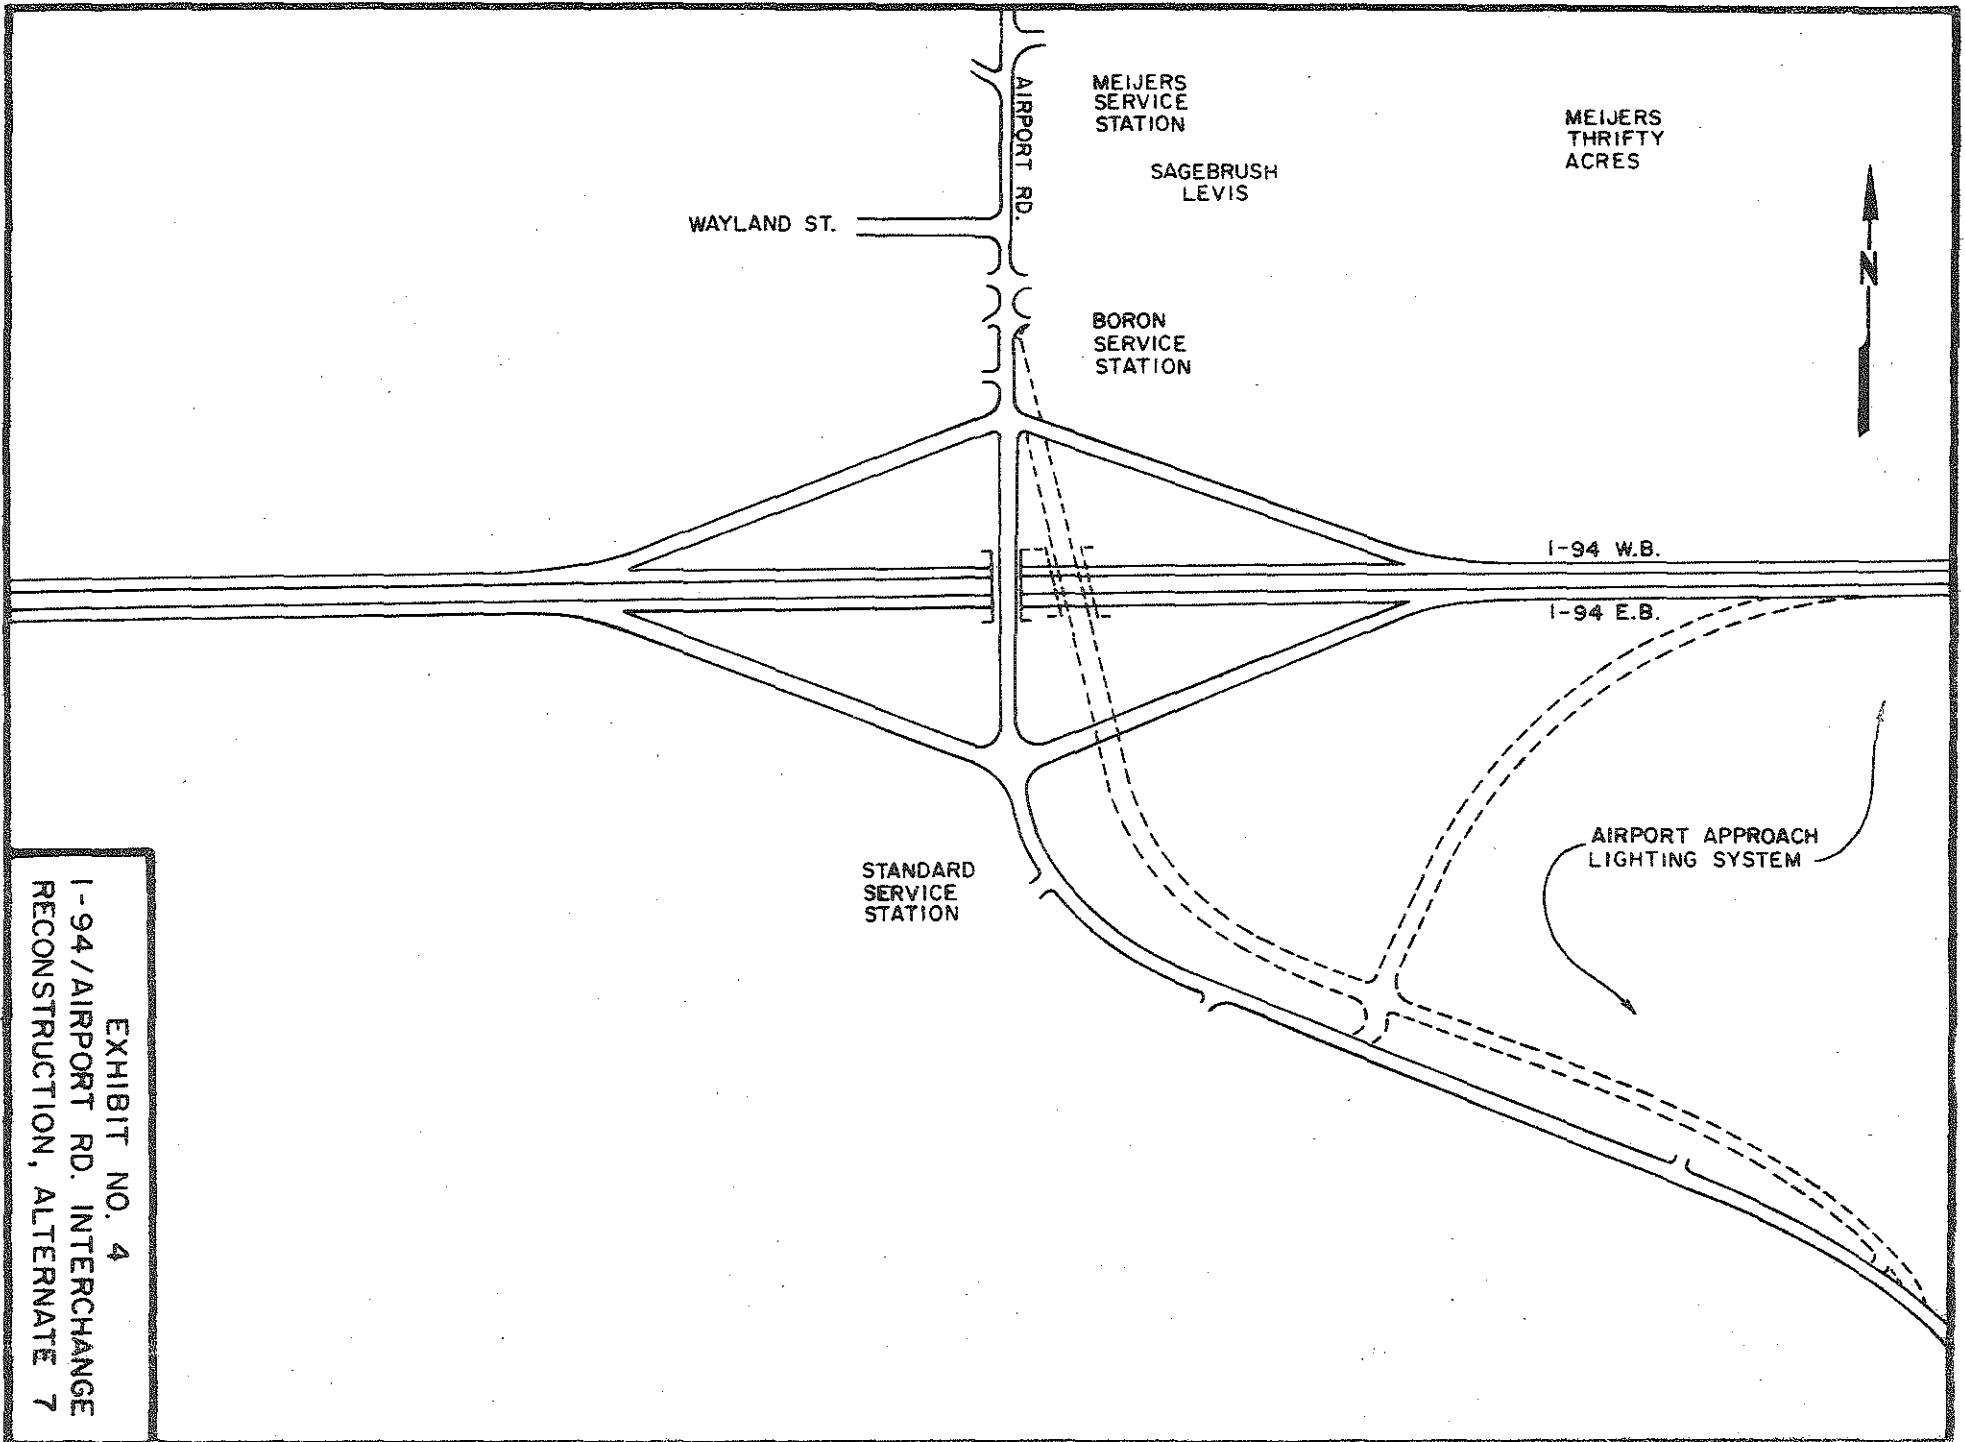 MEIJERS
SERVICE
STATION
MEIJERS
THRIFTY
ACRES
AIRPORT RD.
SAGEBRUSH
LEVIS
WAYLAND ST.
N
BORON
SERVICE
STATION
I-94 W.B.
I-94 E.B.
AIRPORT APPROACH
LIGHTING SYSTEM
STANDARD
SERVICE
STATION
EXHIBIT NO. 4
I-94/AIRPORT RD. INTERCHANGE
RECONSTRUCTION, ALTERNATE 7